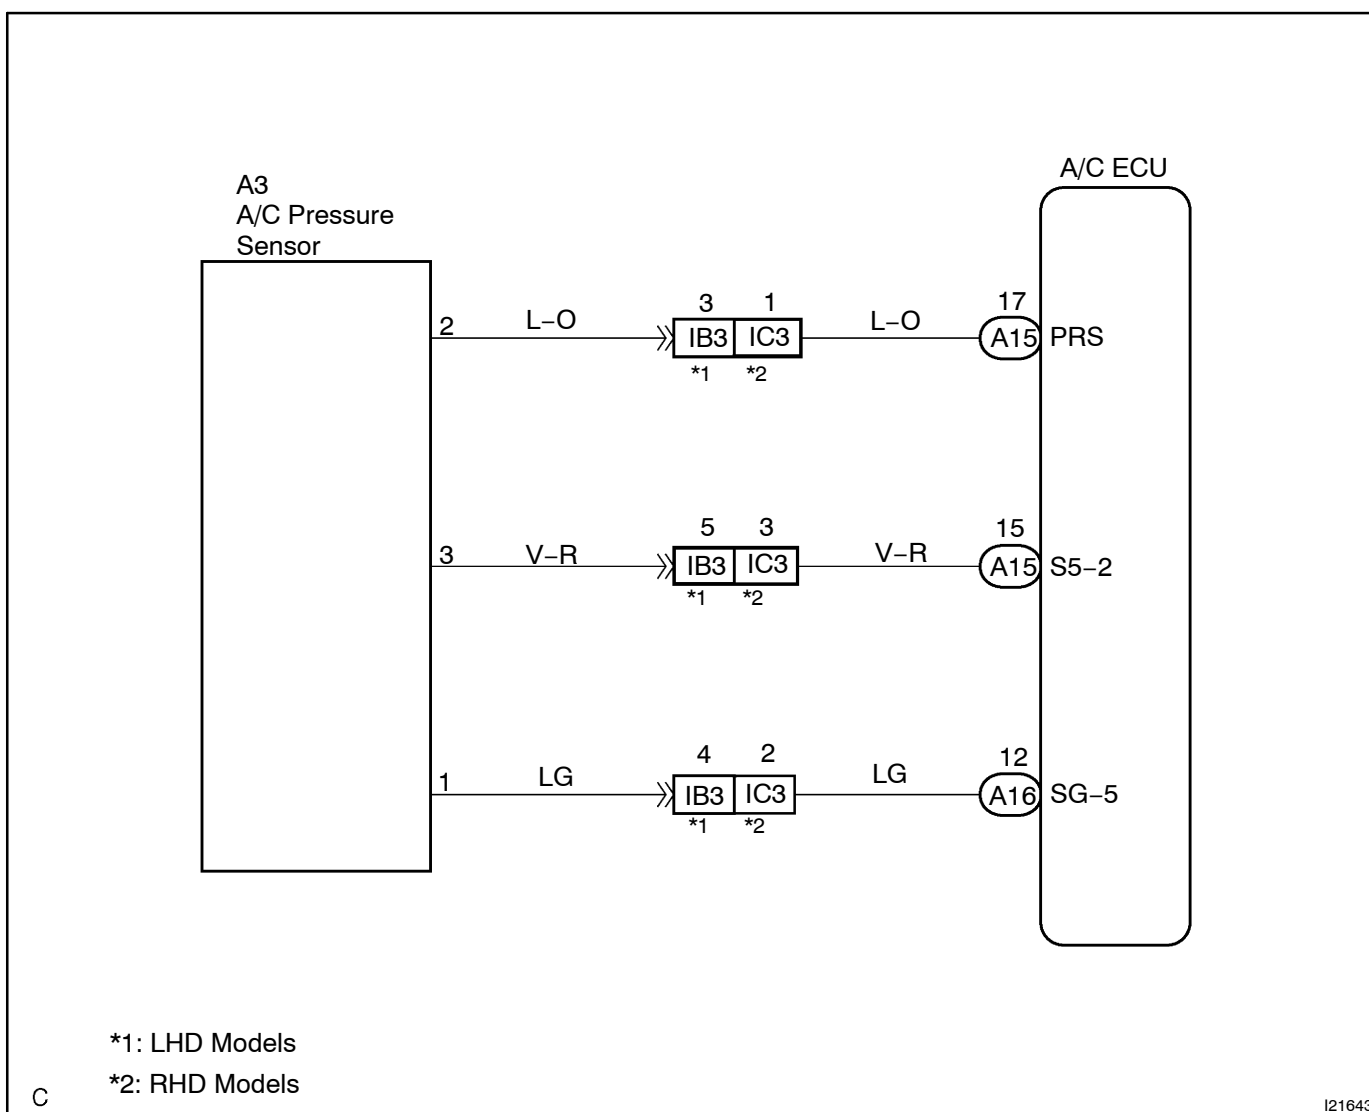 A/C ECU
A3
A/C Pressure
Sensor
3 1 17
2 L−O IB3 IC3 L−O A15 PRS
*1 *2
5 3 15
3 V−R IB3 IC3 V−R A15 S5−2
*1 *2
4 2 12
1 LG IB3 IC3 LG A16 SG−5
*1 *2
*1: LHD Models
*2: RHD Models
C
I21643